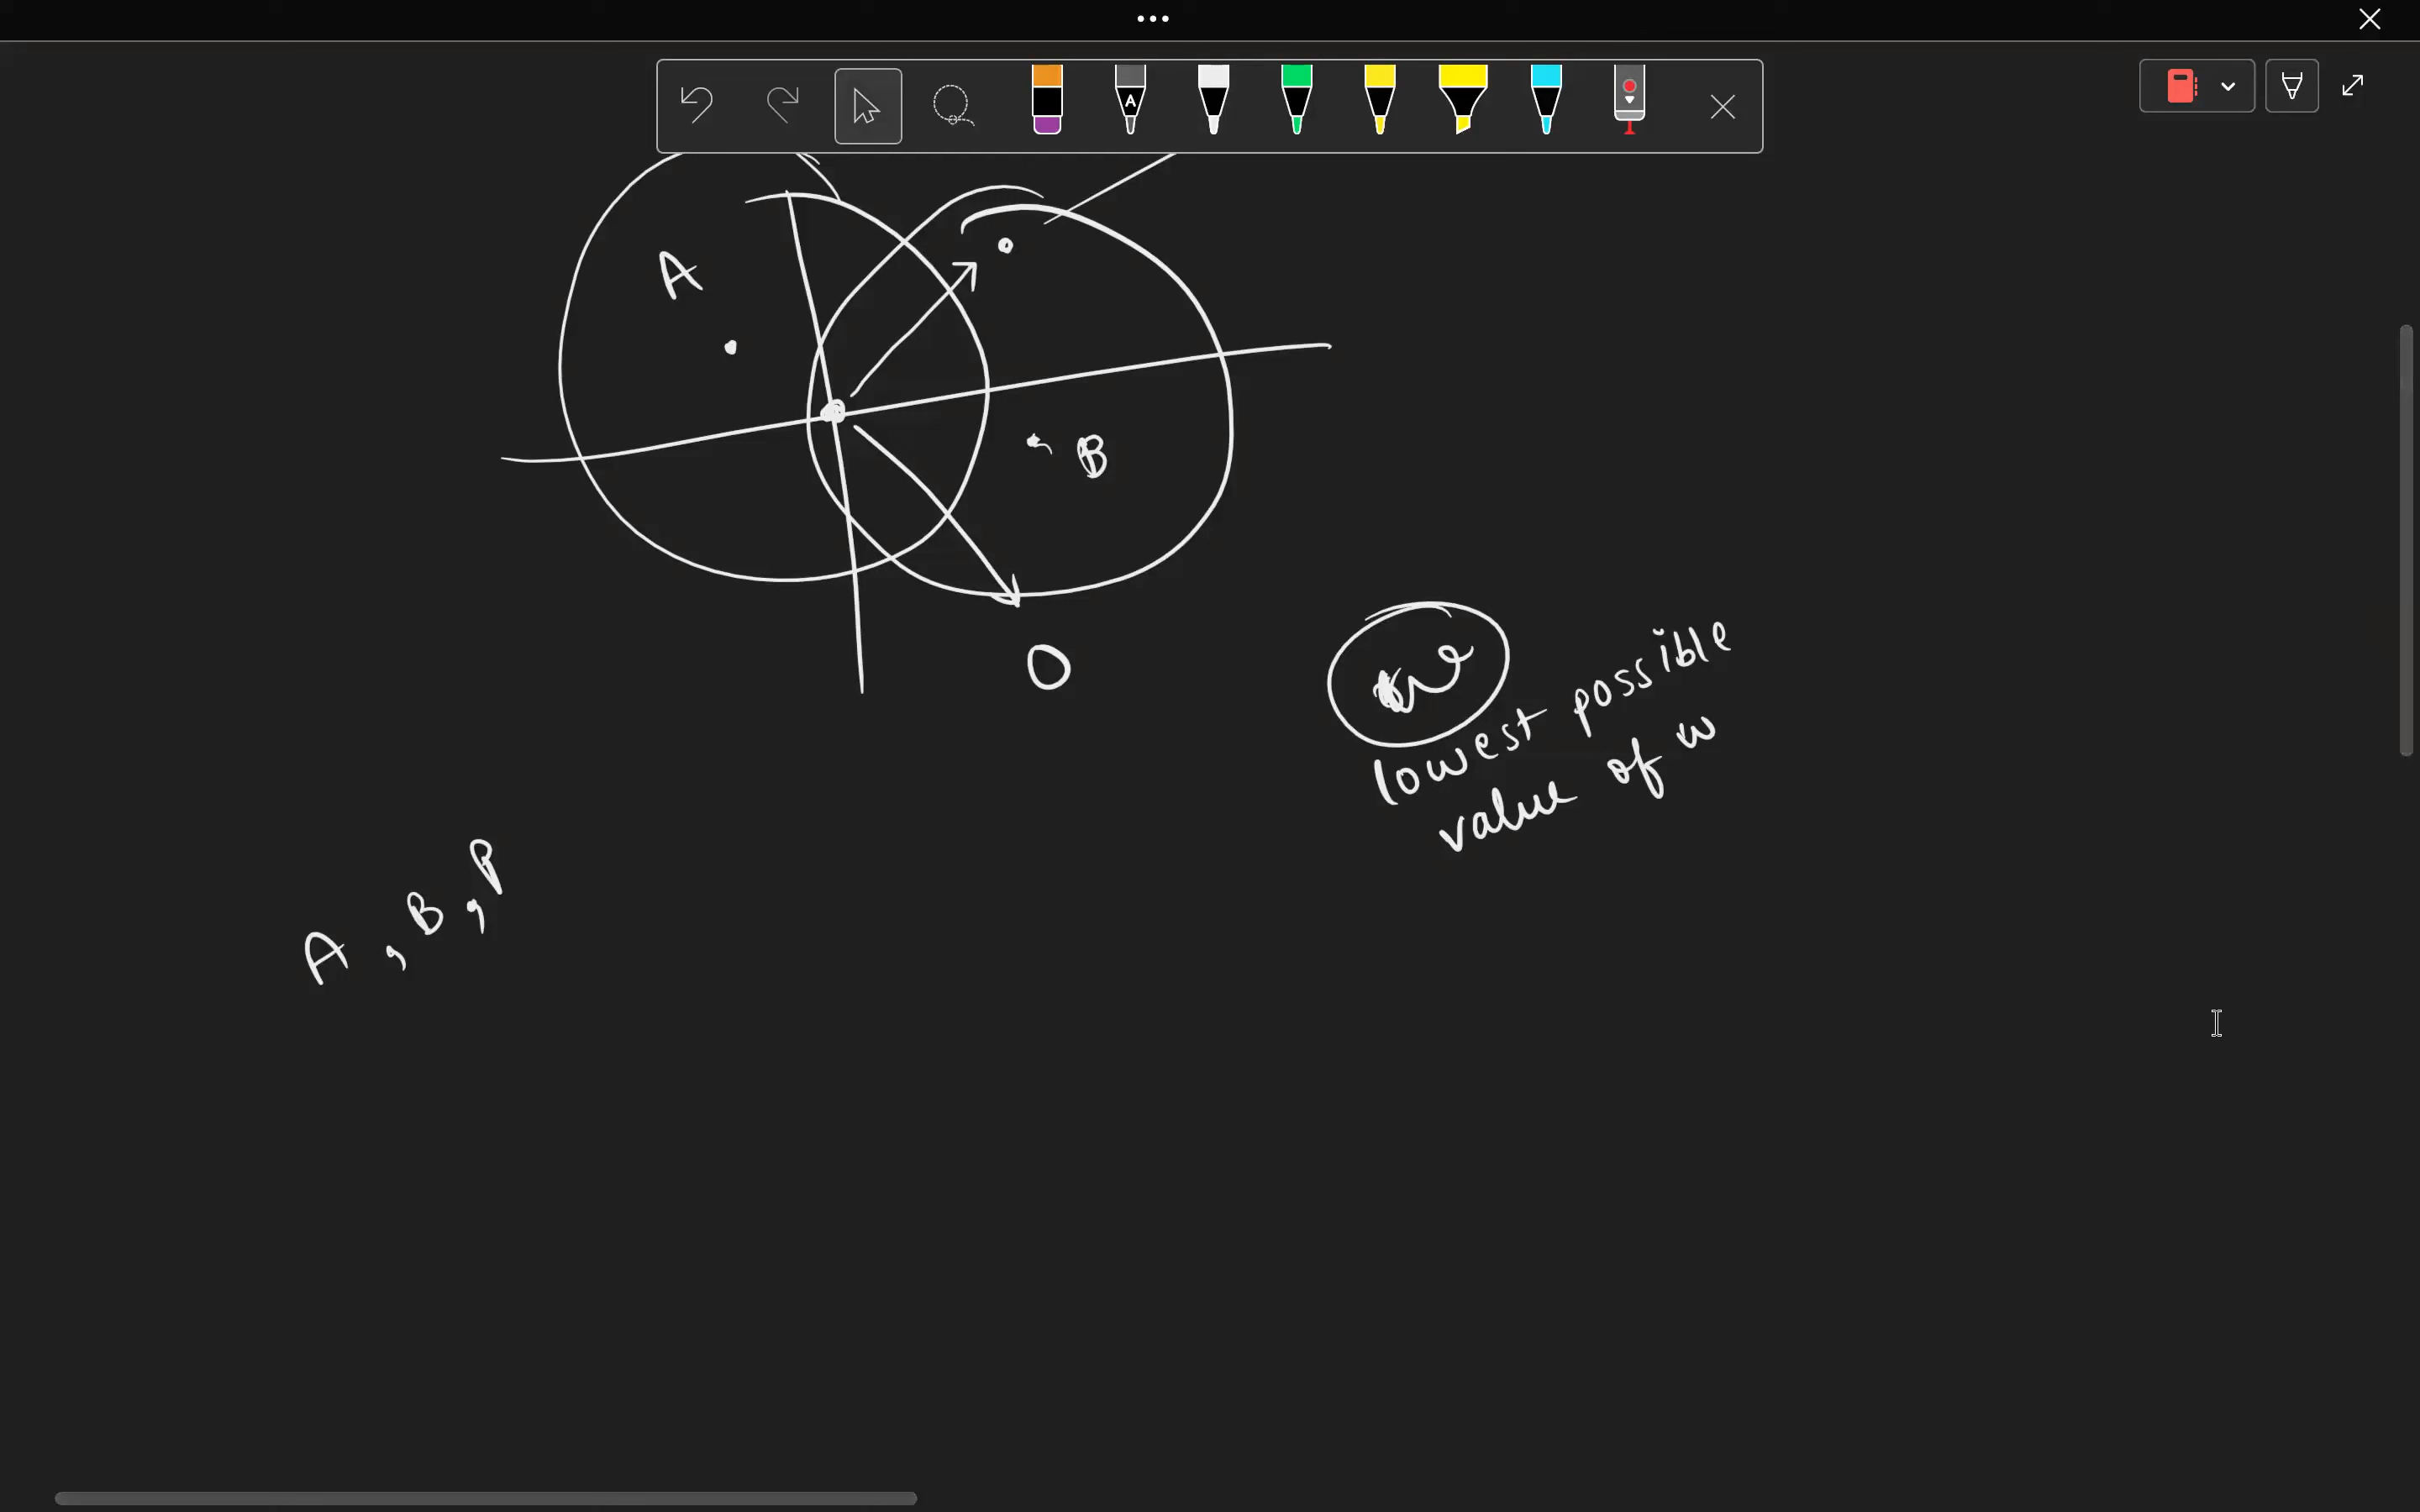 A
A
B
O
w
lowest possible
value of w
A, B, P